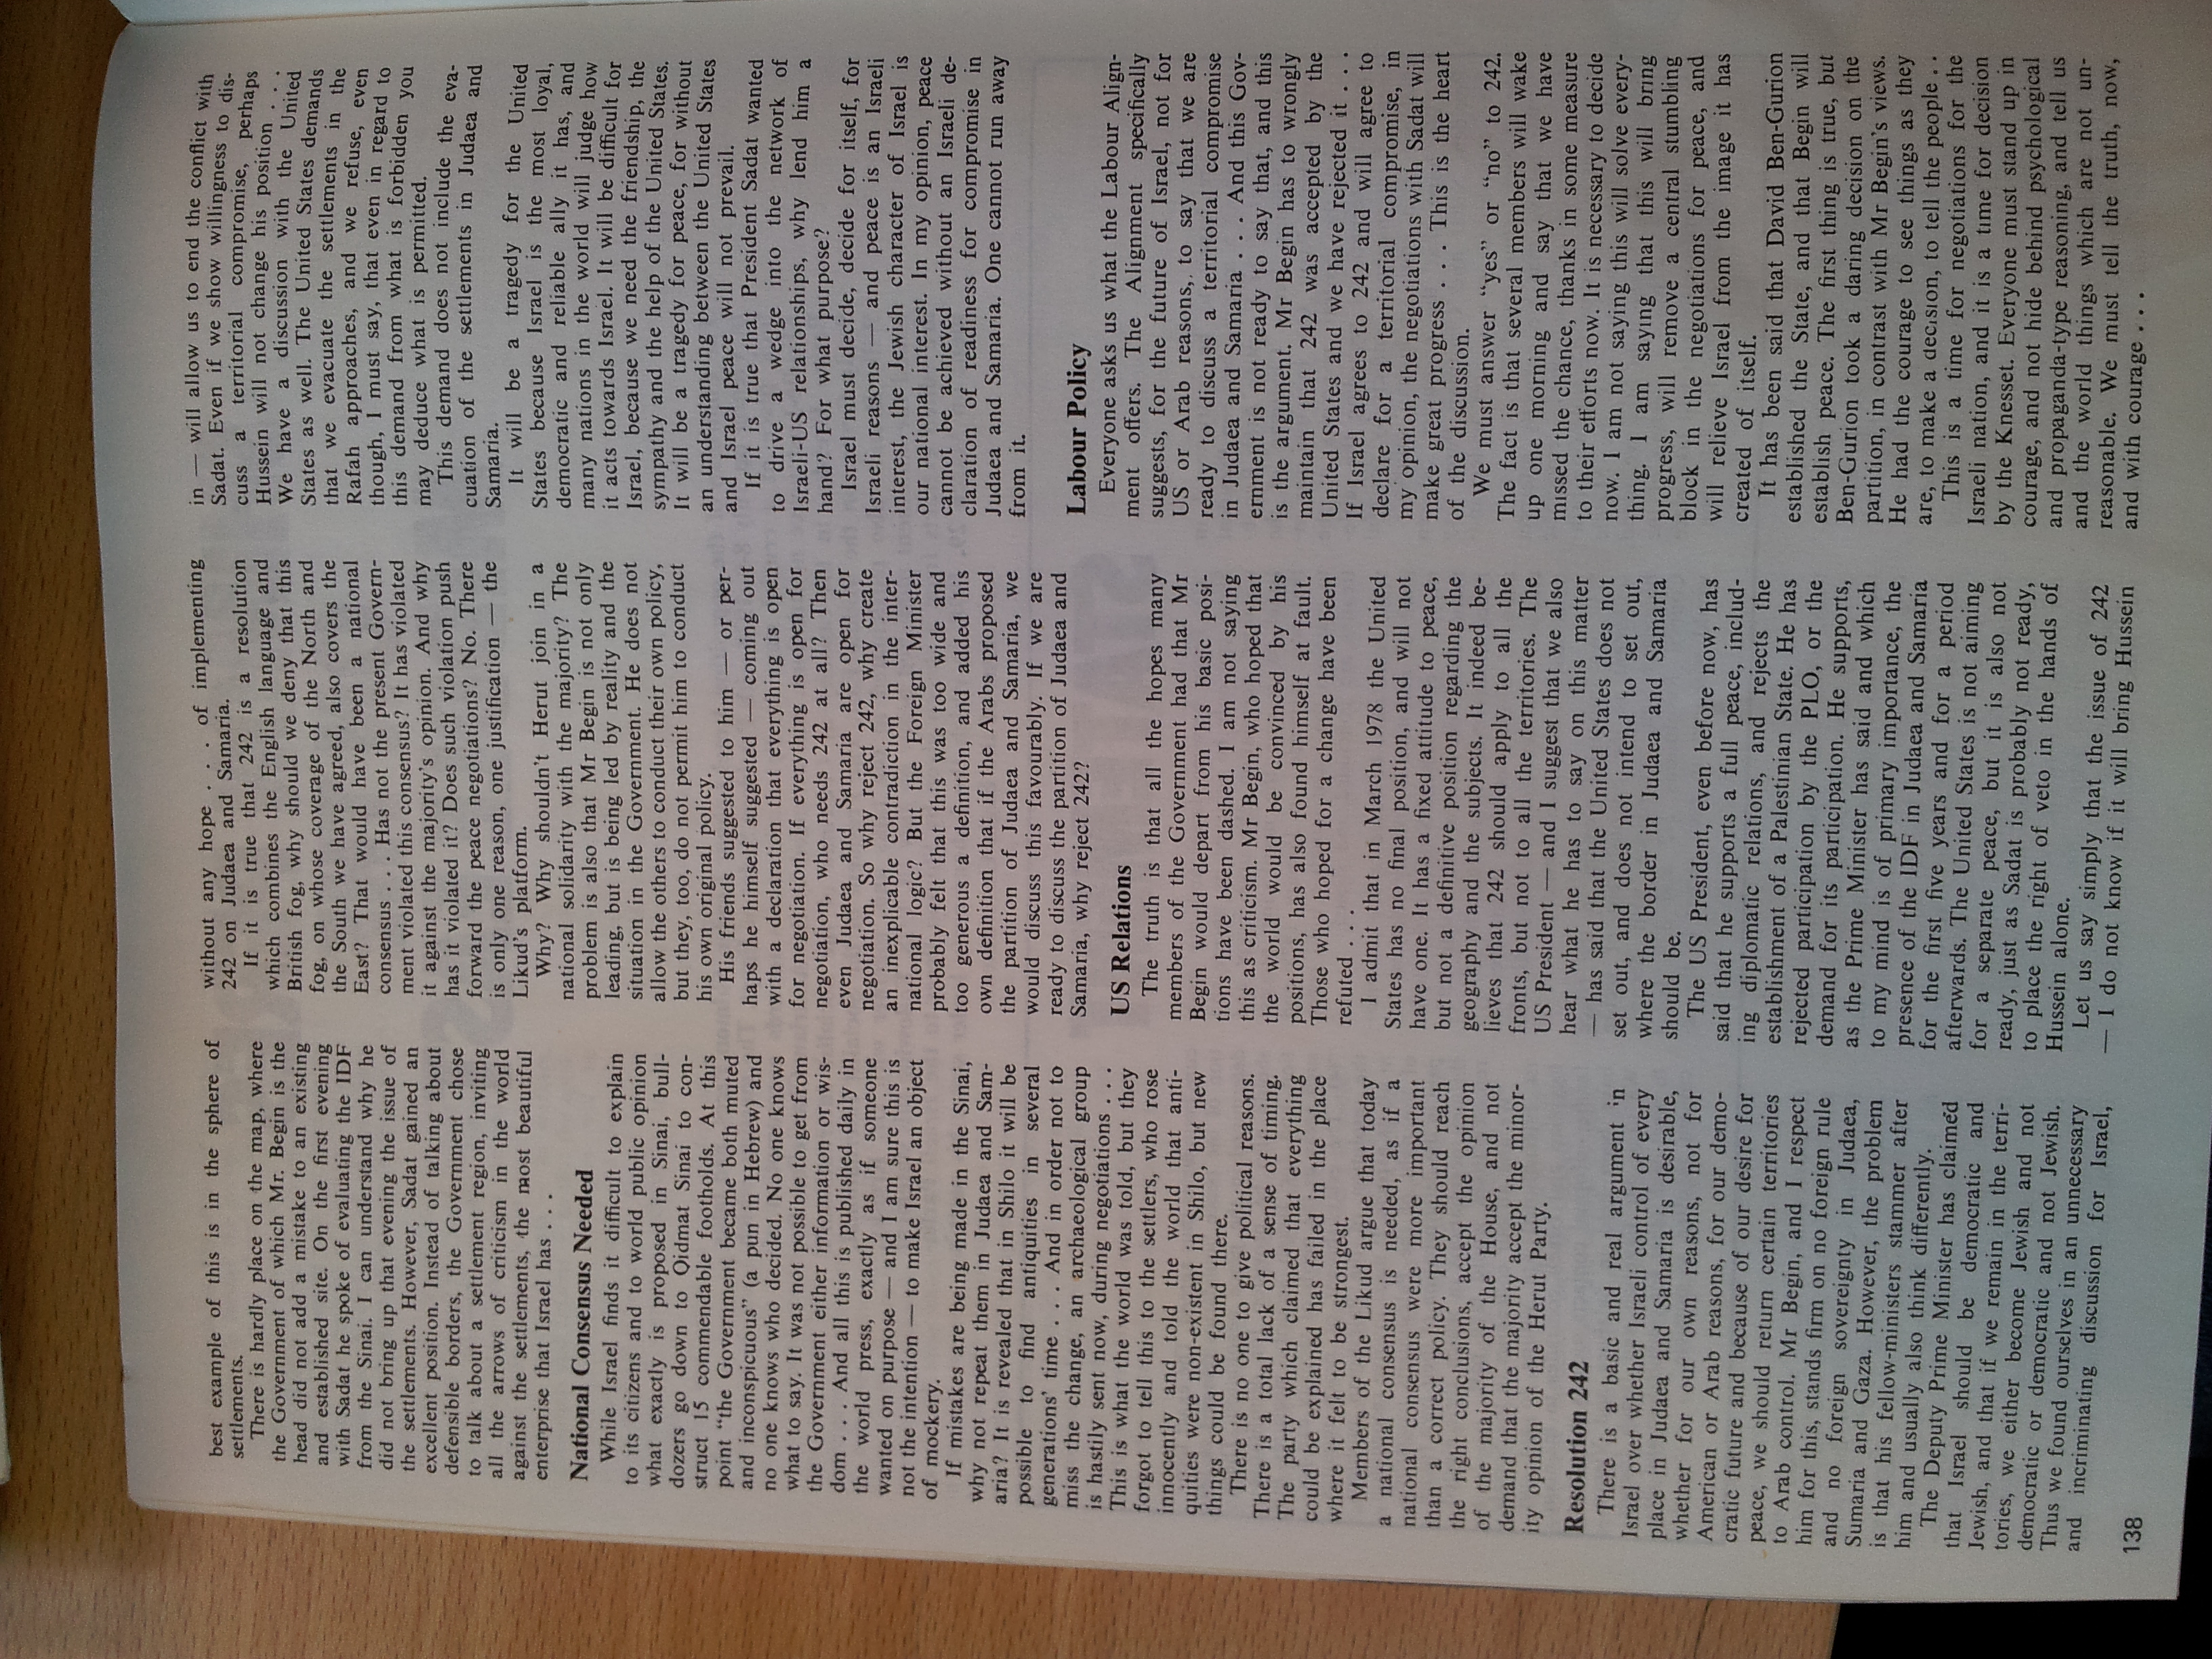 best example of this is in the sphere of
settlements.
There is hardly place on the map, where
the Government of which Mr. Begin is the
head did not add a mistake to an existing
and established site. On the first evening
with Sadat he spoke of evaluating the IDF
from the Sinai. I can understand why he
did not bring up that evening the issue of
the settlements. However, Sadat gained an
excellent position. Instead of talking about
defensible borders, the Government chose
to talk about a settlement region, inviting
all the arrows of criticism in the world
against the settlements, the most beautiful
enterprise that Israel has . . .
National Consensus Needed
While Israel finds it difficult to explain
to its citizens and to world public opinion
what exactly is proposed in Sinai, bull-
dozers go down to Qidmat Sinai to con-
struct 15 commendable footholds. At this
point "the Government became both muted
and inconspicuous" (a pun in Hebrew) and
no one knows who decided. No one knows
what to say. It was not possible to get from
the Government either information or wis-
dom . . . And all this is published daily in
the world press, exactly as if someone
wanted on purpose — and I am sure this is
not the intention — to make Israel an object
of mockery.
If mistakes are being made in the Sinai,
why not repeat them in Judaea and Sam-
aria? It is revealed that in Shilo it will be
possible to find antiquities in several
generations' time . . . And in order not to
miss the change, an archaeological group
is hastily sent now, during negotiations . . .
This is what the world was told, but they
forgot to tell this to the settlers, who rose
innocently and told the world that anti-
quities were non-existent in Shilo, but new
things could be found there.
There is no one to give political reasons.
There is a total lack of a sense of timing.
The party which claimed that everything
could be explained has failed in the place
where it felt to be strongest.
Members of the Likud argue that today
a national consensus is needed, as if a
national consensus were more important
than a correct policy. They should reach
the right conclusions, accept the opinion
of the majority of the House, and not
demand that the majority accept the minor-
ity opinion of the Herut Party.
Resolution 242
There is a basic and real argument in
Israel over whether Israeli control of every
place in Judaea and Samaria is desirable,
whether for our own reasons, not for
American or Arab reasons, for our demo-
cratic future and because of our desire for
peace, we should return certain territories
to Arab control. Mr Begin, and I respect
him for this, stands firm on no foreign rule
and no foreign sovereignty in Judaea,
Sumaria and Gaza. However, the problem
is that his fellow-ministers stammer after
him and usually also think differently.
The Deputy Prime Minister has claimed
that Israel should be democratic and
Jewish, and that if we remain in the terri-
tories, we either become Jewish and not
democratic or democratic and not Jewish.
Thus we found ourselves in an unnecessary
and incriminating discussion for Israel,
138
without any hope . . . of implementing
242 on Judaea and Samaria.
If it is true that 242 is a resolution
which combines the English language and
British fog, why should we deny that this
fog, on whose coverage of the North and
the South we have agreed, also covers the
East? That would have been a national
consensus . . . Has not the present Govern-
ment violated this consensus? It has violated
it against the majority's opinion. And why
has it violated it? Does such violation push
forward the peace negotiations? No. There
is only one reason, one justification — the
Likud's platform.
Why? Why shouldn't Herut join in a
national solidarity with the majority? The
problem is also that Mr Begin is not only
leading, but is being led by reality and the
situation in the Government. He does not
allow the others to conduct their own policy,
but they, too, do not permit him to conduct
his own original policy.
His friends suggested to him — or per-
haps he himself suggested — coming out
with a declaration that everything is open
for negotiation. If everything is open for
negotiation, who needs 242 at all? Then
even Judaea and Samaria are open for
negotiation. So why reject 242, why create
an inexplicable contradiction in the inter-
national logic? But the Foreign Minister
probably felt that this was too wide and
too generous a definition, and added his
own definition that if the Arabs proposed
the partition of Judaea and Samaria, we
would discuss this favourably. If we are
ready to discuss the partition of Judaea and
Samaria, why reject 242?
US Relations
The truth is that all the hopes many
members of the Government had that Mr
Begin would depart from his basic posi-
tions have been dashed. I am not saying
this as criticism. Mr Begin, who hoped that
the world would be convinced by his
positions, has also found himself at fault.
Those who hoped for a change have been
refuted . . .
I admit that in March 1978 the United
States has no final position, and will not
have one. It has a fixed attitude to peace,
but not a definitive position regarding the
geography and the subjects. It indeed be-
lieves that 242 should apply to all the
fronts, but not to all the territories. The
US President — and I suggest that we also
hear what he has to say on this matter
— has said that the United States does not
set out, and does not intend to set out,
where the border in Judaea and Samaria
should be.
The US President, even before now, has
said that he supports a full peace, includ-
ing diplomatic relations, and rejects the
establishment of a Palestinian State. He has
rejected participation by the PLO, or the
demand for its participation. He supports,
as the Prime Minister has said and which
to my mind is of primary importance, the
presence of the IDF in Judaea and Samaria
for the first five years and for a period
afterwards. The United States is not aiming
for a separate peace, but it is also not
ready, just as Sadat is probably not ready,
to place the right of veto in the hands of
Hussein alone.
Let us say simply that the issue of 242
— I do not know if it will bring Hussein
in — will allow us to end the conflict with
Sadat. Even if we show willingness to dis-
cuss a territorial compromise, perhaps
Hussein will not change his position . . .
We have a discussion with the United
States as well. The United States demands
that we evacuate the settlements in the
Rafah approaches, and we refuse, even
though, I must say, that even in regard to
this demand from what is forbidden you
may deduce what is permitted.
This demand does not include the eva-
cuation of the settlements in Judaea and
Samaria.
It will be a tragedy for the United
States because Israel is the most loyal,
democratic and reliable ally it has, and
many nations in the world will judge how
it acts towards Israel. It will be difficult for
Israel, because we need the friendship, the
sympathy and the help of the United States.
It will be a tragedy for peace, for without
an understanding between the United States
and Israel peace will not prevail.
If it is true that President Sadat wanted
to drive a wedge into the network of
Israeli-US relationships, why lend him a
hand? For what purpose?
Israel must decide, decide for itself, for
Israeli reasons — and peace is an Israeli
interest, the Jewish character of Israel is
our national interest. In my opinion, peace
cannot be achieved without an Israeli de-
claration of readiness for compromise in
Judaea and Samaria. One cannot run away
from it.
Labour Policy
Everyone asks us what the Labour Align-
ment offers. The Alignment specifically
suggests, for the future of Israel, not for
US or Arab reasons, to say that we are
ready to discuss a territorial compromise
in Judaea and Samaria . . . And this Gov-
ernment is not ready to say that, and this
is the argument. Mr Begin has to wrongly
maintain that 242 was accepted by the
United States and we have rejected it . . .
If Israel agrees to 242 and will agree to
declare for a territorial compromise, in
my opinion, the negotiations with Sadat will
make great progress . . . This is the heart
of the discussion.
We must answer "yes" or "no" to 242.
The fact is that several members will wake
up one morning and say that we have
missed the chance, thanks in some measure
to their efforts now. It is necessary to decide
now. I am not saying this will solve every-
thing. I am saying that this will bring
progress, will remove a central stumbling
block in the negotiations for peace, and
will relieve Israel from the image it has
created of itself.
It has been said that David Ben-Gurion
established the State, and that Begin will
establish peace. The first thing is true, but
Ben-Gurion took a daring decision on the
partition, in contrast with Mr Begin's views.
He had the courage to see things as they
are, to make a decision, to tell the people . .
This is a time for negotiations for the
Israeli nation, and it is a time for decision
by the Knesset. Everyone must stand up in
courage, and not hide behind psychological
and propaganda-type reasoning, and tell us
and the world things which are not un-
reasonable. We must tell the truth, now,
and with courage . . .